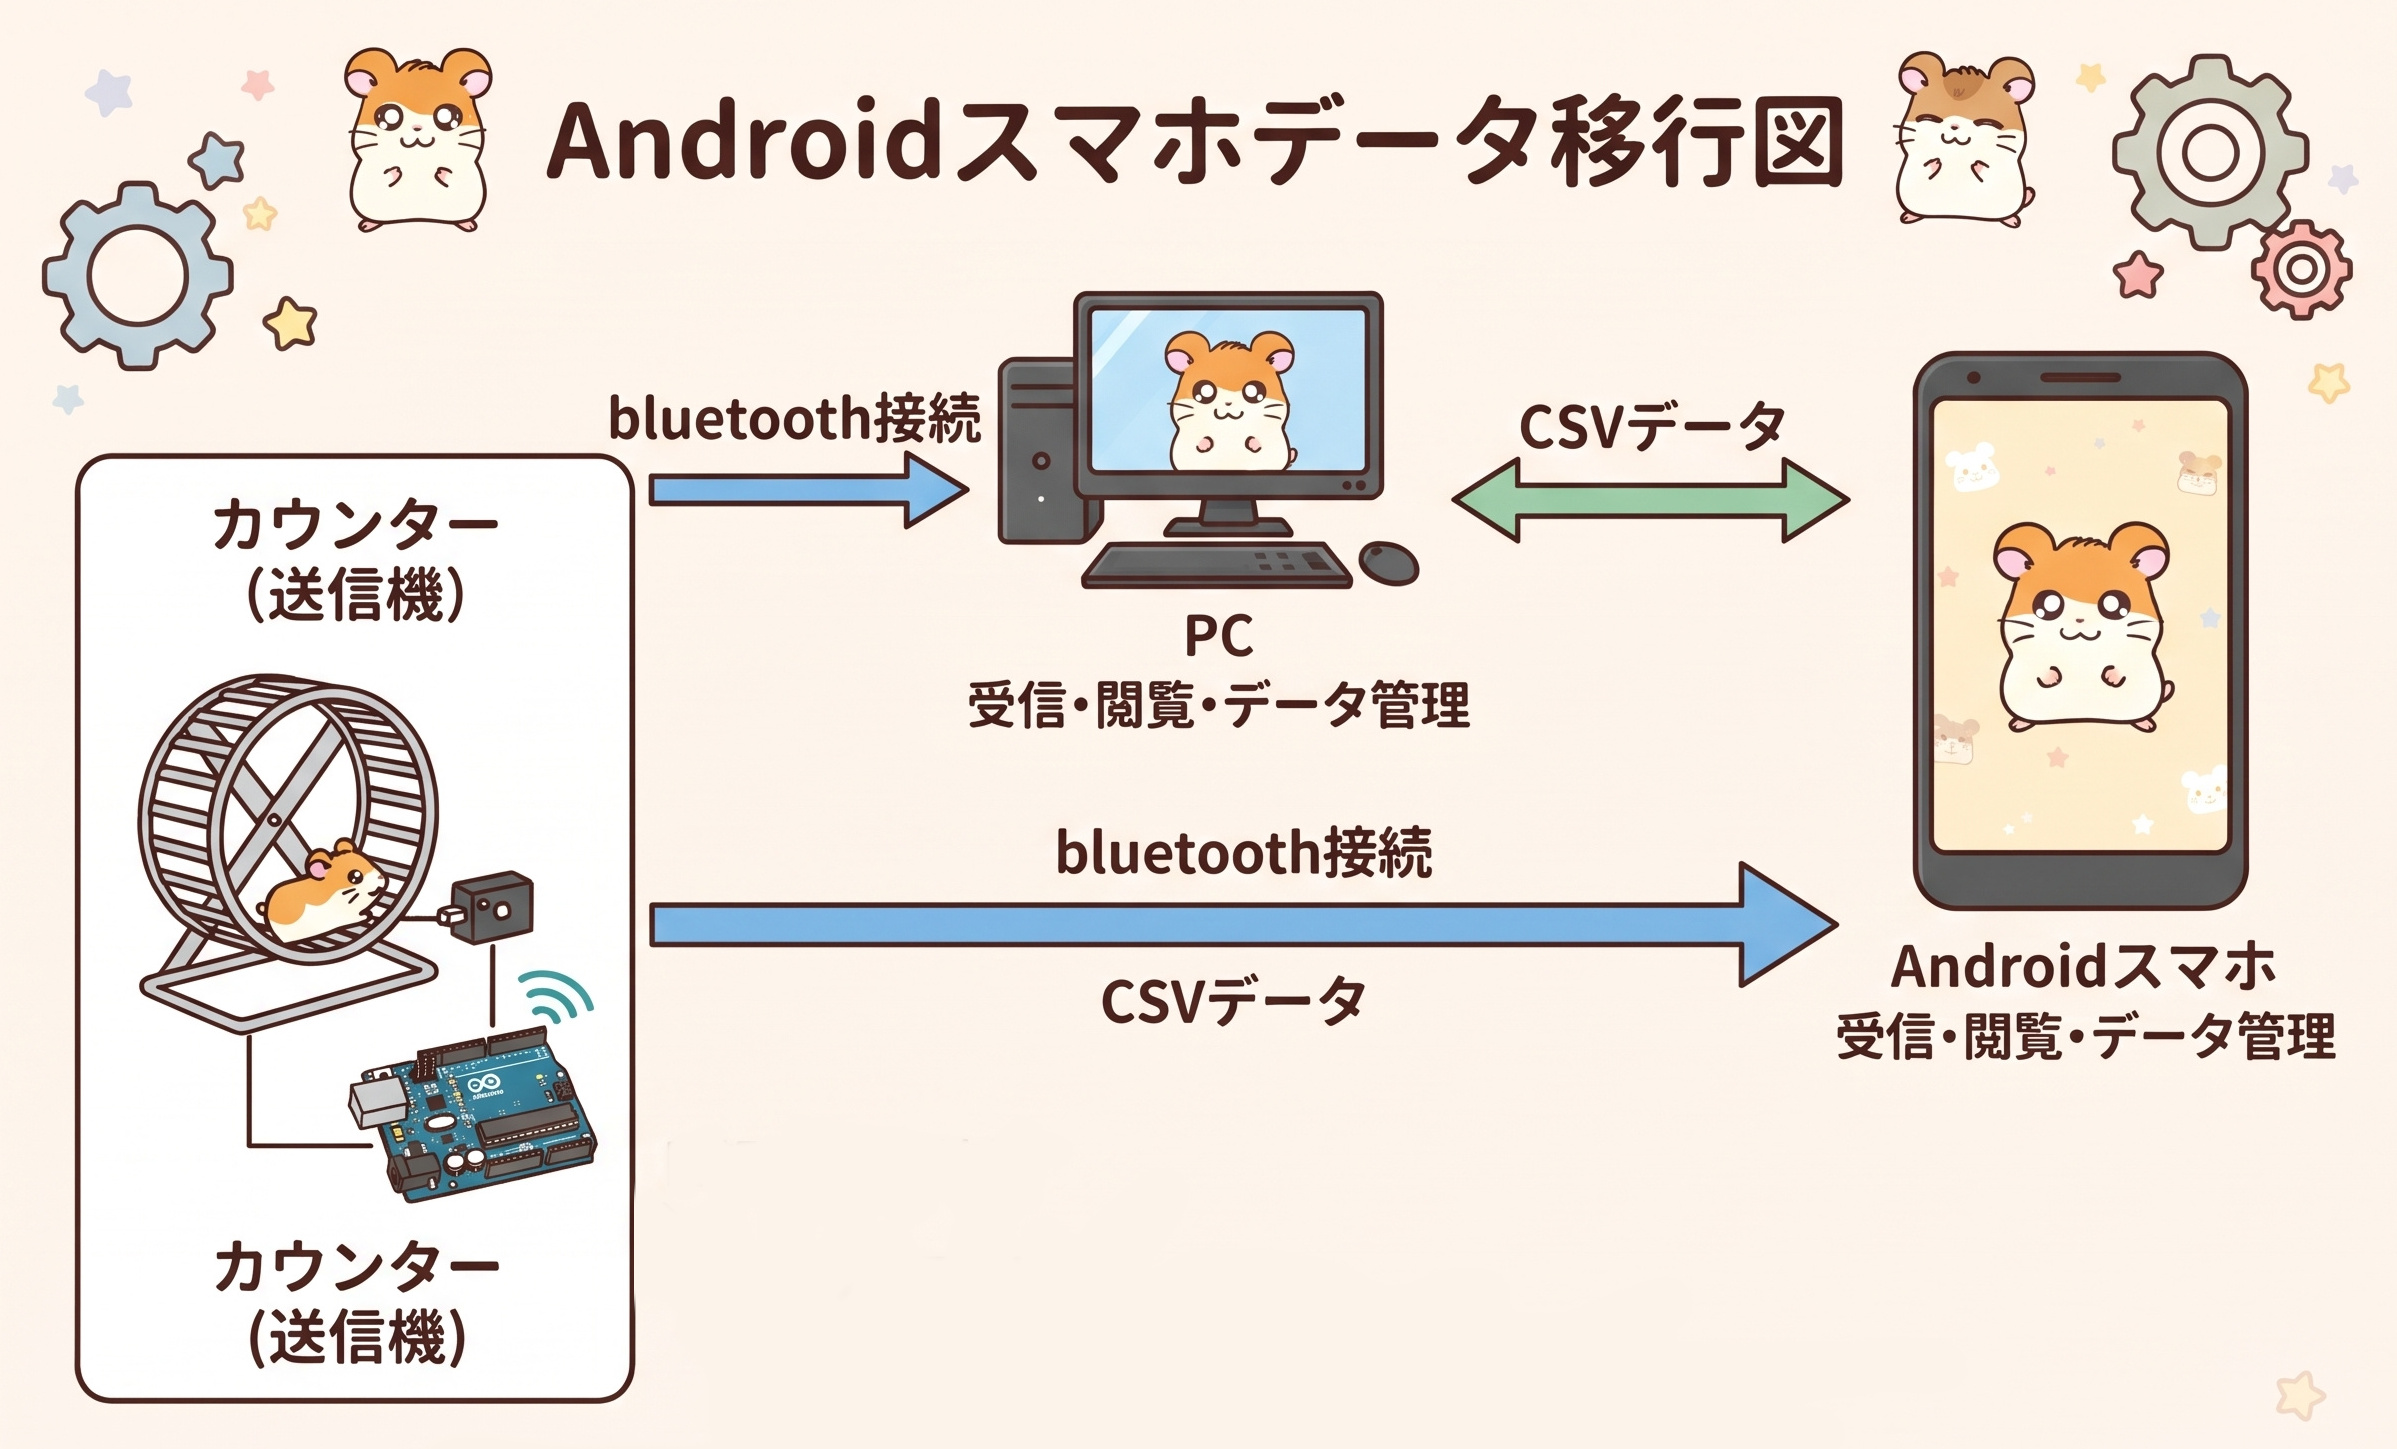 Androidスマホデータ移行図
bluetooth接続
CSVデータ
カウンター
(送信機)
PC
受信・閲覧・データ管理
bluetooth接続
CSVデータ
Androidスマホ
受信・閲覧・データ管理
カウンター
(送信機)